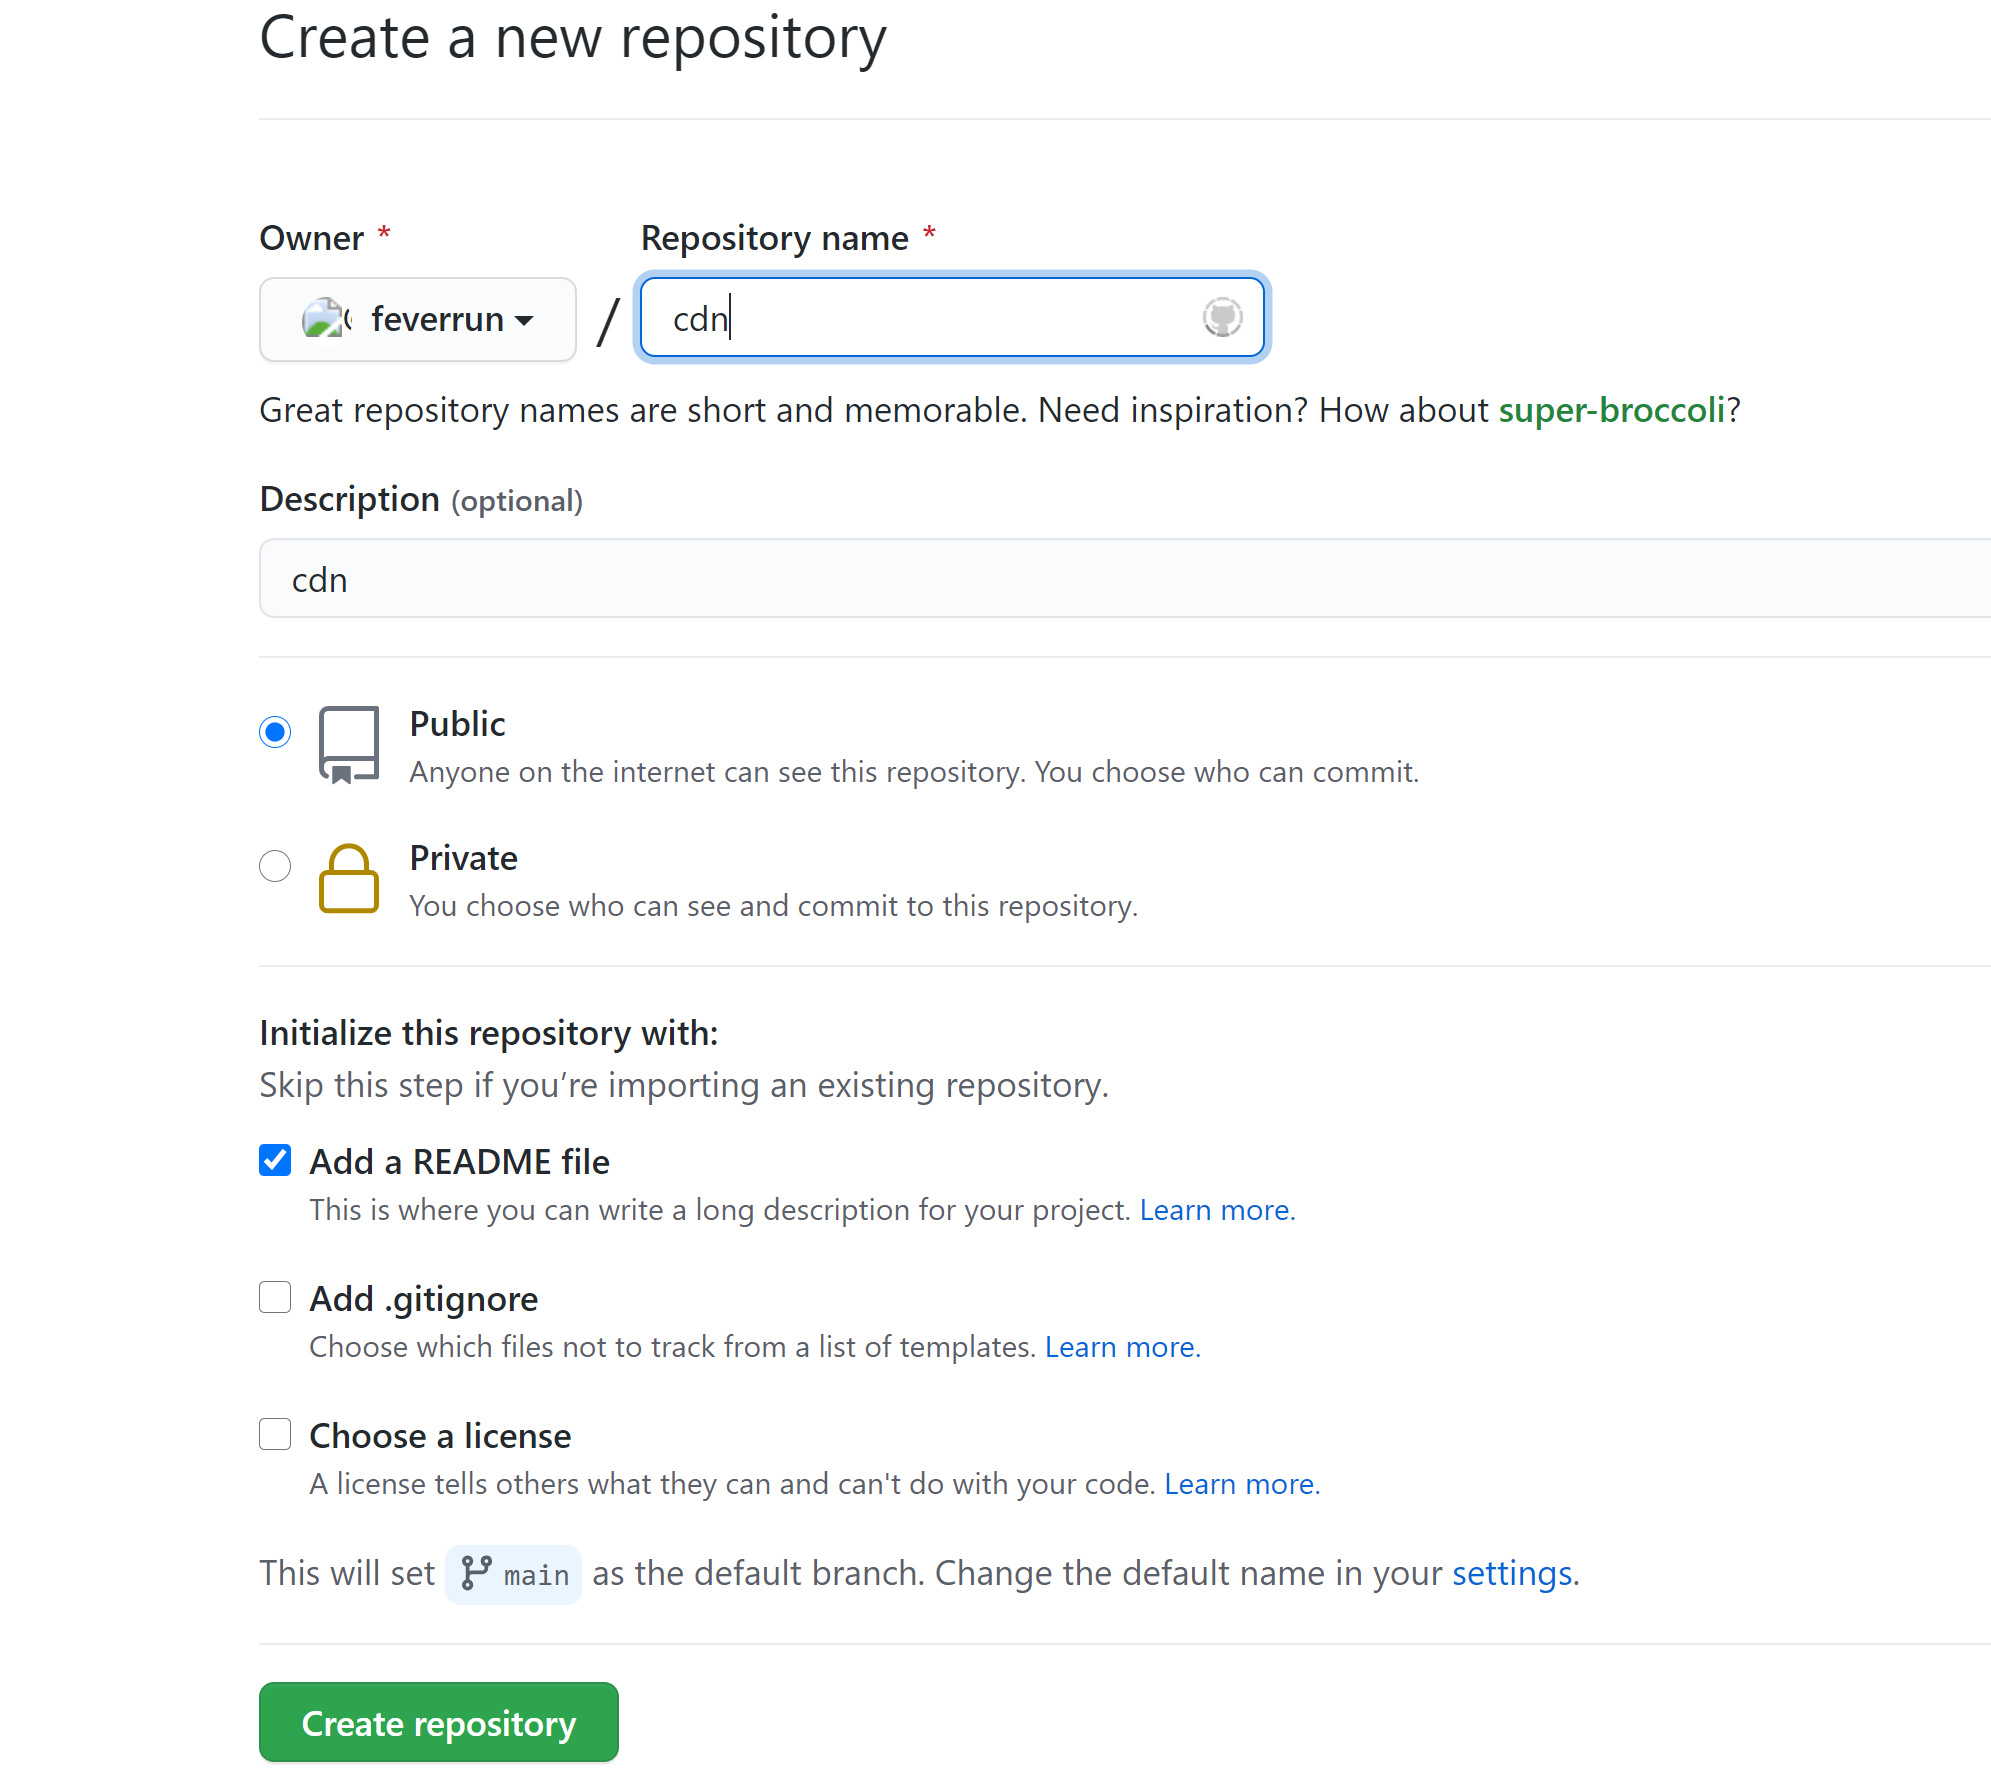 Create a new repository
Owner *
Repository name *
feverrun
/
cdn
Great repository names are short and memorable. Need inspiration? How about super-broccoli?
Description (optional)
cdn
Public
Anyone on the internet can see this repository. You choose who can commit.
Private
You choose who can see and commit to this repository.
Initialize this repository with:
Skip this step if you’re importing an existing repository.
Add a README file
This is where you can write a long description for your project. Learn more.
Add .gitignore
Choose which files not to track from a list of templates. Learn more.
Choose a license
A license tells others what they can and can't do with your code. Learn more.
This will set main as the default branch. Change the default name in your settings.
Create repository